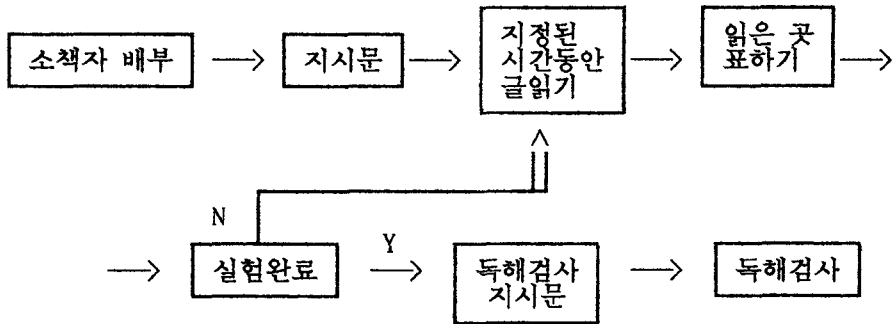 소책자 배부
지시문
지정된
시간동안
글읽기
읽은 곳
표하기
N
실험완료
Y
독해검사
지시문
독해검사